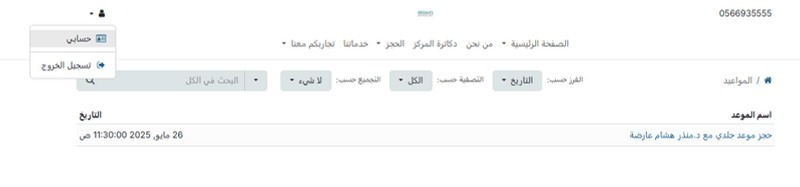 0566935555
حسابي
تسجيل الخروج
الصفحة الرئيسية من نحن دكاترة المركز الحجز خدماتنا تجاربكم معنا
/ المواعيد الفرز حسب: التاريخ التصفية حسب: الكل التجميع حسب: لا شيء البحث في الكل
اسم الموعد التاريخ
حجز موعد جلدي مع د.منذر هشام عارضة 26 مايو, 2025 11:30:00 ص